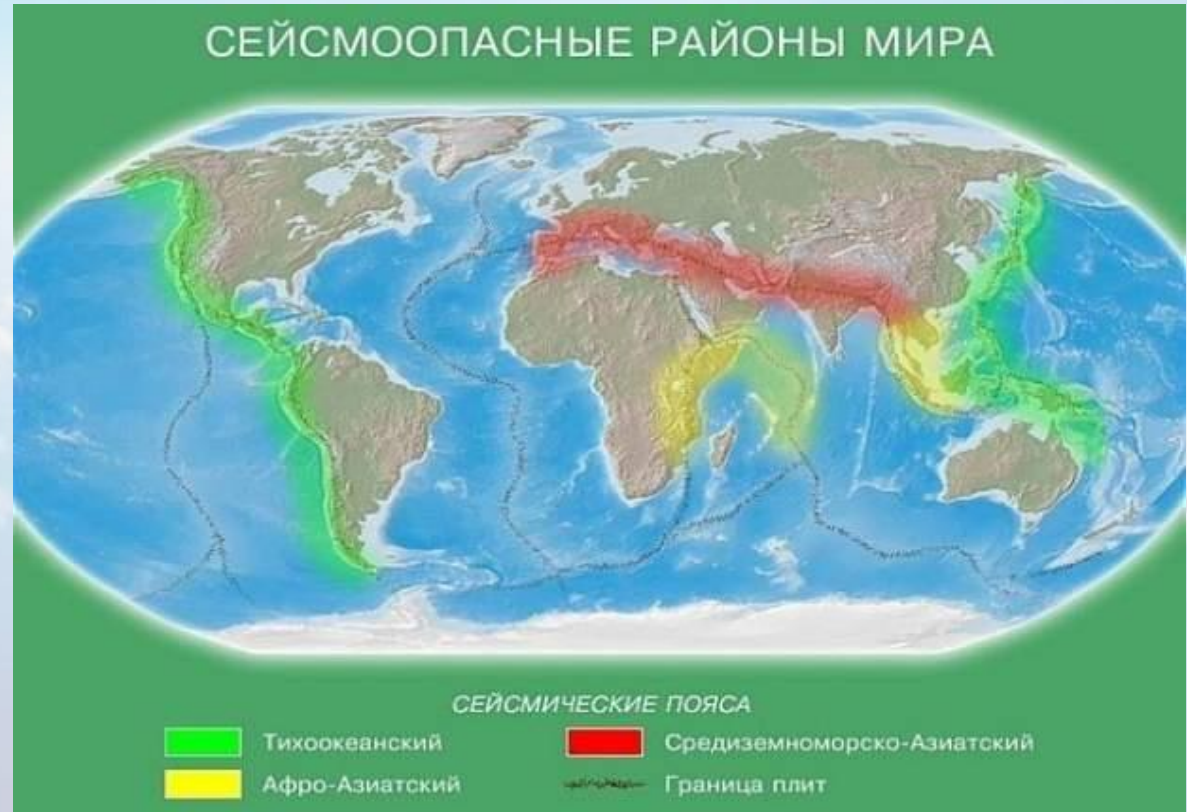 СЕЙСМООПАСНЫЕ РАЙОНЫ МИРА
СЕЙСМИЧЕСКИЕ ПОЯСА
Тихоокеанский
Средиземноморско-Азиатский
Афро-Азиатский
Граница плит